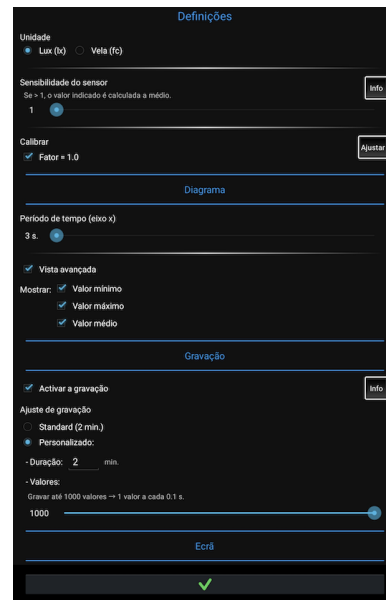 Definições
Unidade
Lux (lx) Vela (fc)
Sensibilidade do sensor
Info
Se > 1, o valor indicado é calculada a médio.
1
Calibrar
Ajustar
Fator = 1.0
Diagrama
Período de tempo (eixo x)
3 s.
Vista avançada
Mostrar: Valor mínimo
Valor máximo
Valor médio
Gravação
Activar a gravação
Info
Ajuste de gravação
Standard (2 min.)
Personalizado:
- Duração: 2 min.
- Valores:
Gravar até 1000 valores → 1 valor a cada 0.1 s.
1000
Ecrã